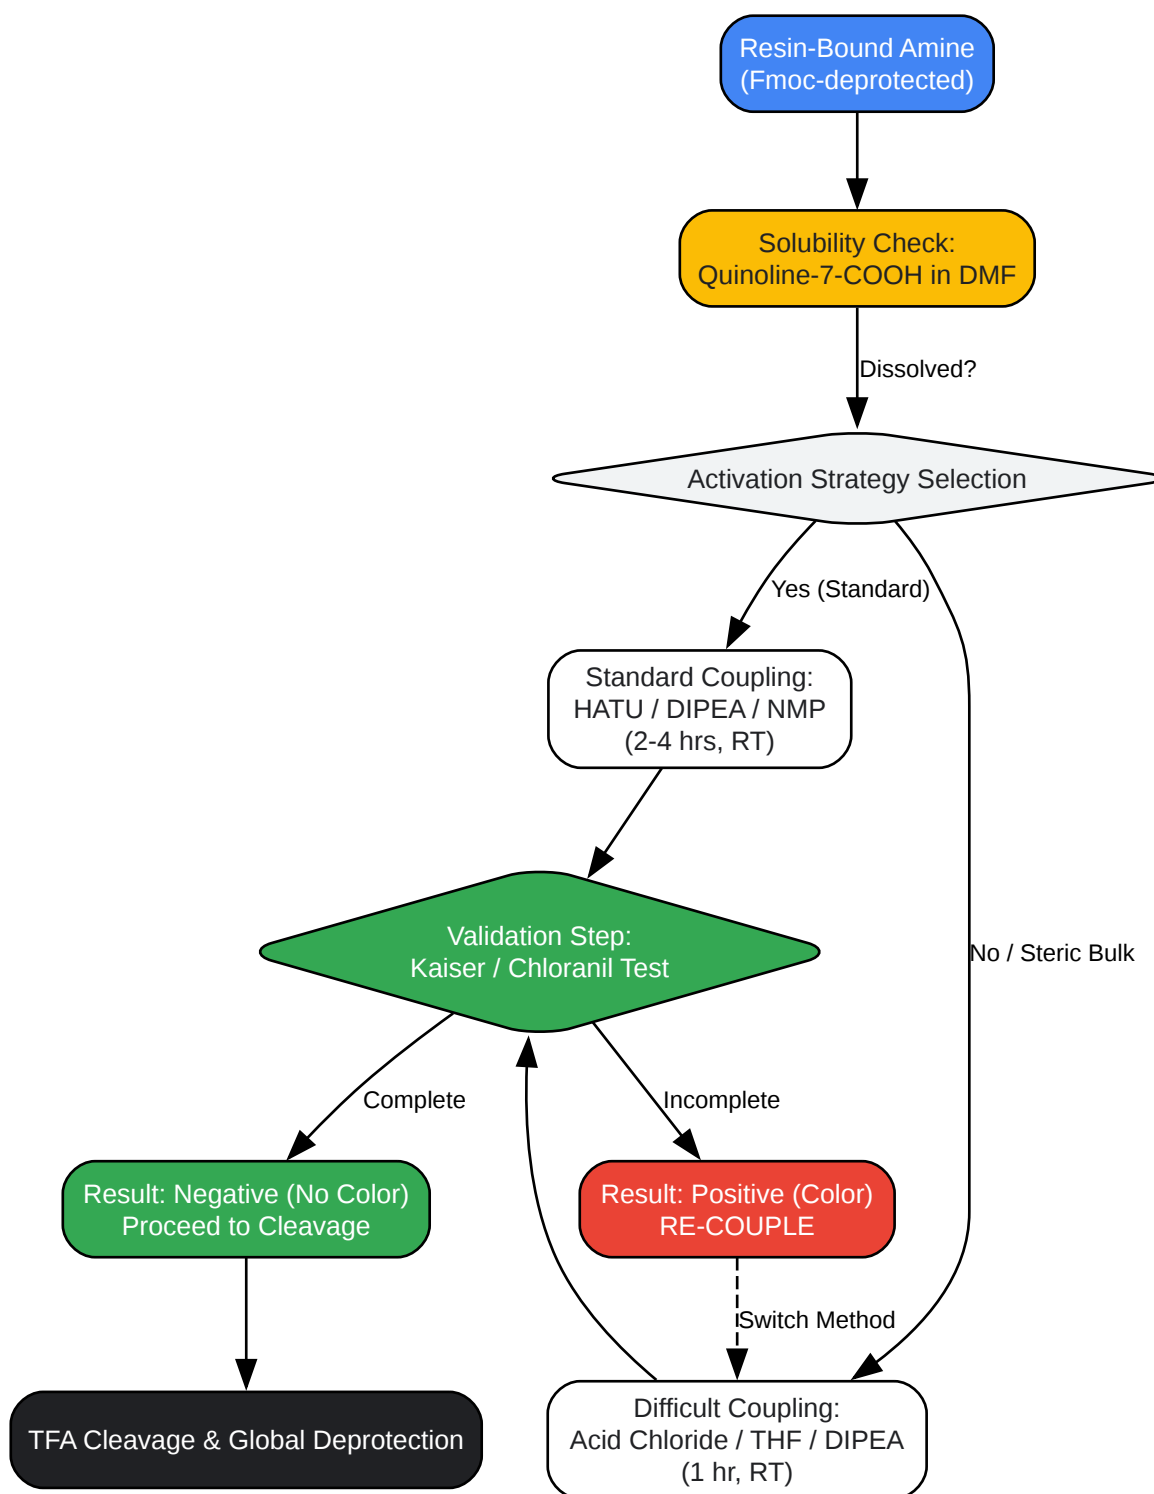 Resin-Bound Amine
(Fmoc-deprotected)
Solubility Check:
Quinoline-7-COOH in DMF
Dissolved?
Activation Strategy Selection
Yes (Standard)
Standard Coupling:
HATU / DIPEA / NMP
(2-4 hrs, RT)
Validation Step:
Kaiser / Chloranil Test
No / Steric Bulk
Complete
Incomplete
Result: Negative (No Color)
Proceed to Cleavage
Result: Positive (Color)
RE-COUPLE
Switch Method
TFA Cleavage & Global Deprotection
Difficult Coupling:
Acid Chloride / THF / DIPEA
(1 hr, RT)